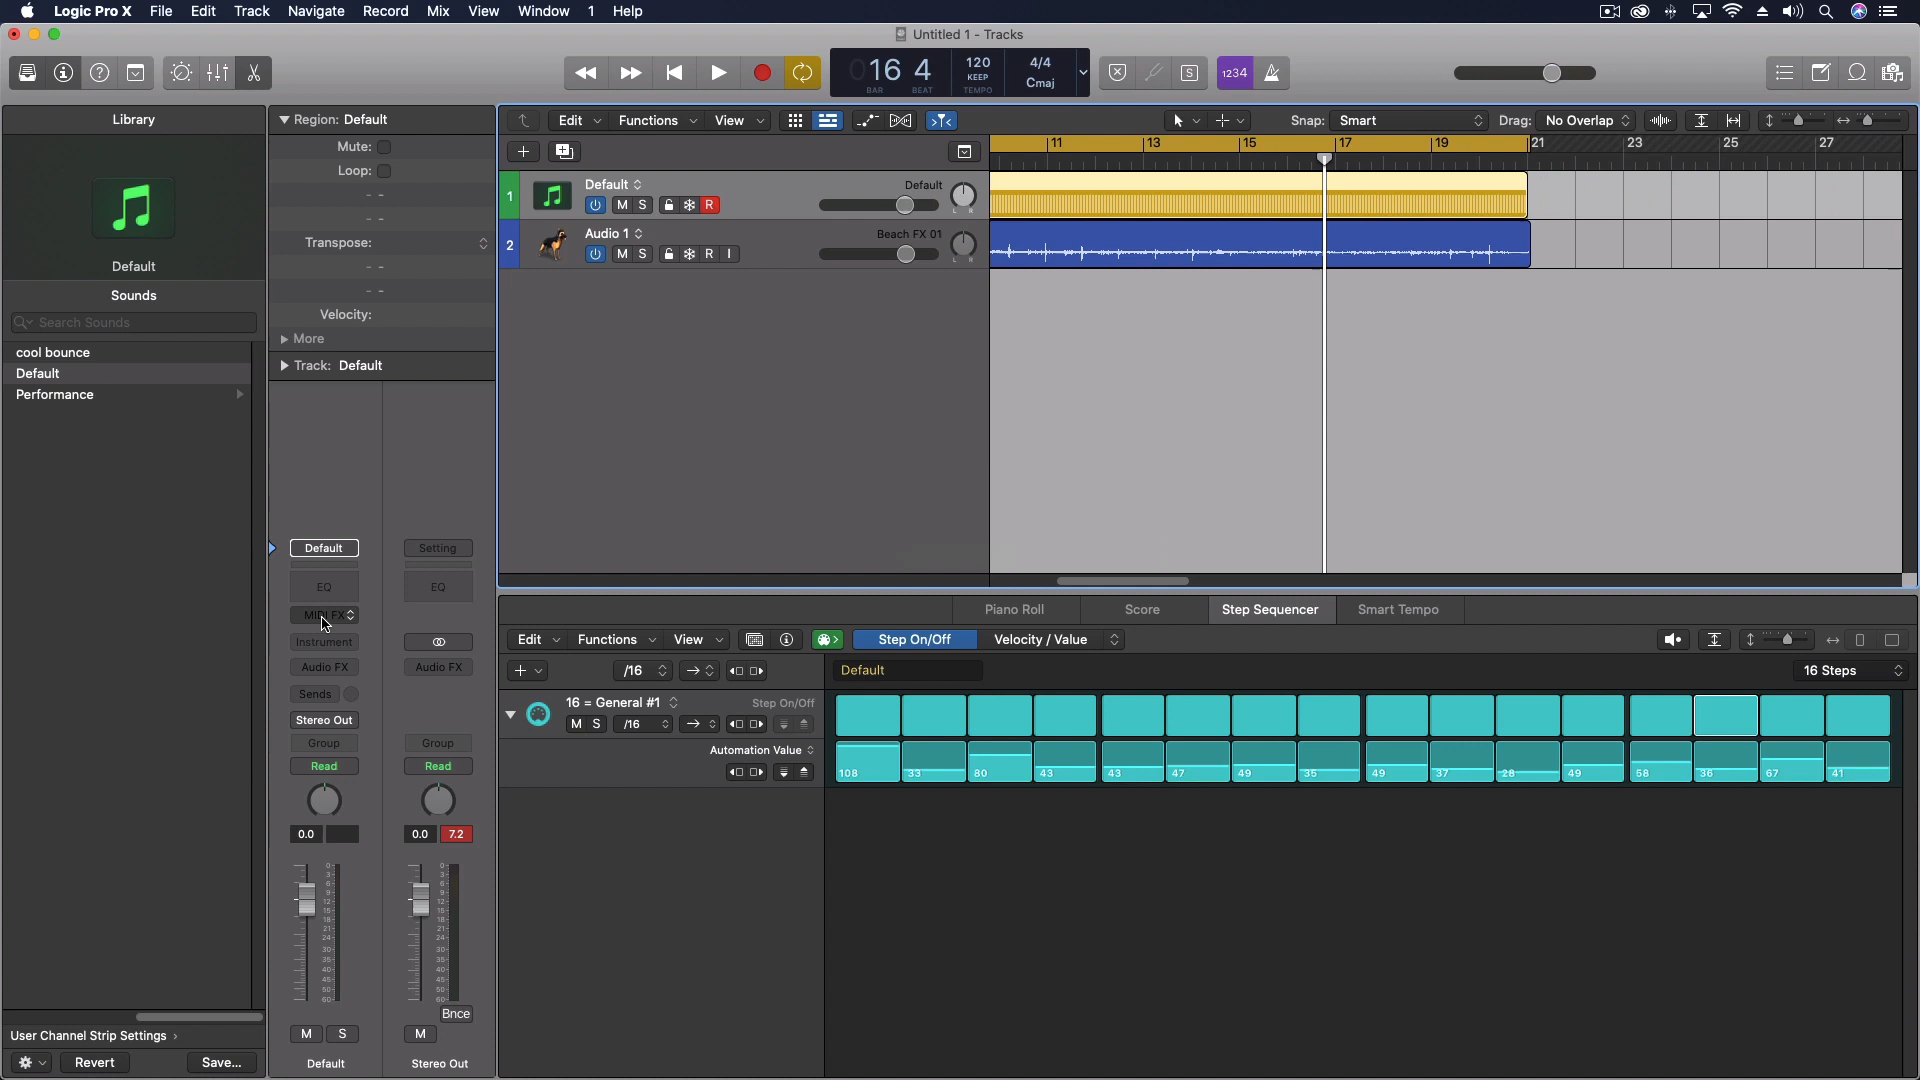 Logic Pro X File Edit Track Navigate Record Mix View Window 1 Help
Untitled 1 - Tracks
016 4
BAR BEAT
120
KEEP
TEMPO
4/4
Cmaj
S
1234
Library
Default
Sounds
Search Sounds
cool bounce
Default
Performance
User Channel Strip Settings ›
Revert
Save...
Region: Default
Mute:
Loop:
- -
- -
Transpose:
- -
- -
Velocity:
More
Track: Default
Default
EQ
MIDI FX
Instrument
Audio FX
Sends
Stereo Out
Group
Read
0.0
M S
Default
Setting
EQ
Audio FX
Group
Read
0.0 7.2
Bnce
M
Stereo Out
Edit Functions View
Snap: Smart Drag: No Overlap
11 13 15 17 19 21 23 25 27
1 Default Default
M S R
L R
2 Audio 1 Beach FX 01
M S R I
L R
Piano Roll Score Step Sequencer Smart Tempo
Edit Functions View Step On/Off Velocity / Value
/16 Default 16 Steps
16 = General #1 Step On/Off
M S /16
Automation Value
108 33 80 43 43 47 49 35 49 37 28 49 58 36 67 41